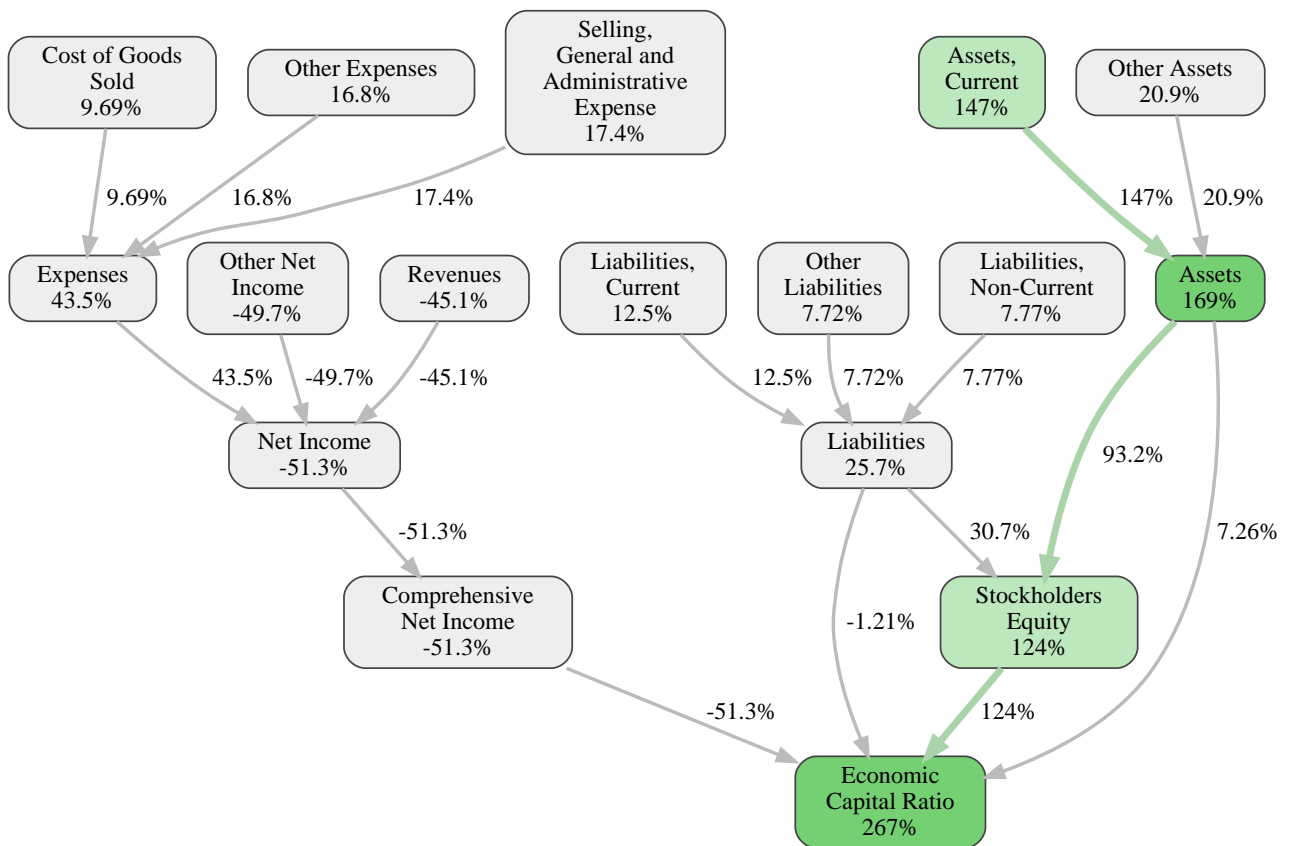 Cost of Goods
Sold
9.69%
Other Expenses
16.8%
Selling,
General and
Administrative
Expense
17.4%
Assets,
Current
147%
Other Assets
20.9%
9.69%
16.8%
17.4%
147%
20.9%
Expenses
43.5%
Other Net
Income
-49.7%
Revenues
-45.1%
Liabilities,
Current
12.5%
Other
Liabilities
7.72%
Liabilities,
Non-Current
7.77%
Assets
169%
43.5%
-49.7%
-45.1%
12.5%
7.72%
7.77%
Net Income
-51.3%
Liabilities
25.7%
93.2%
-51.3%
30.7%
7.26%
Comprehensive
Net Income
-51.3%
-1.21%
Stockholders
Equity
124%
-51.3%
124%
Economic
Capital Ratio
267%